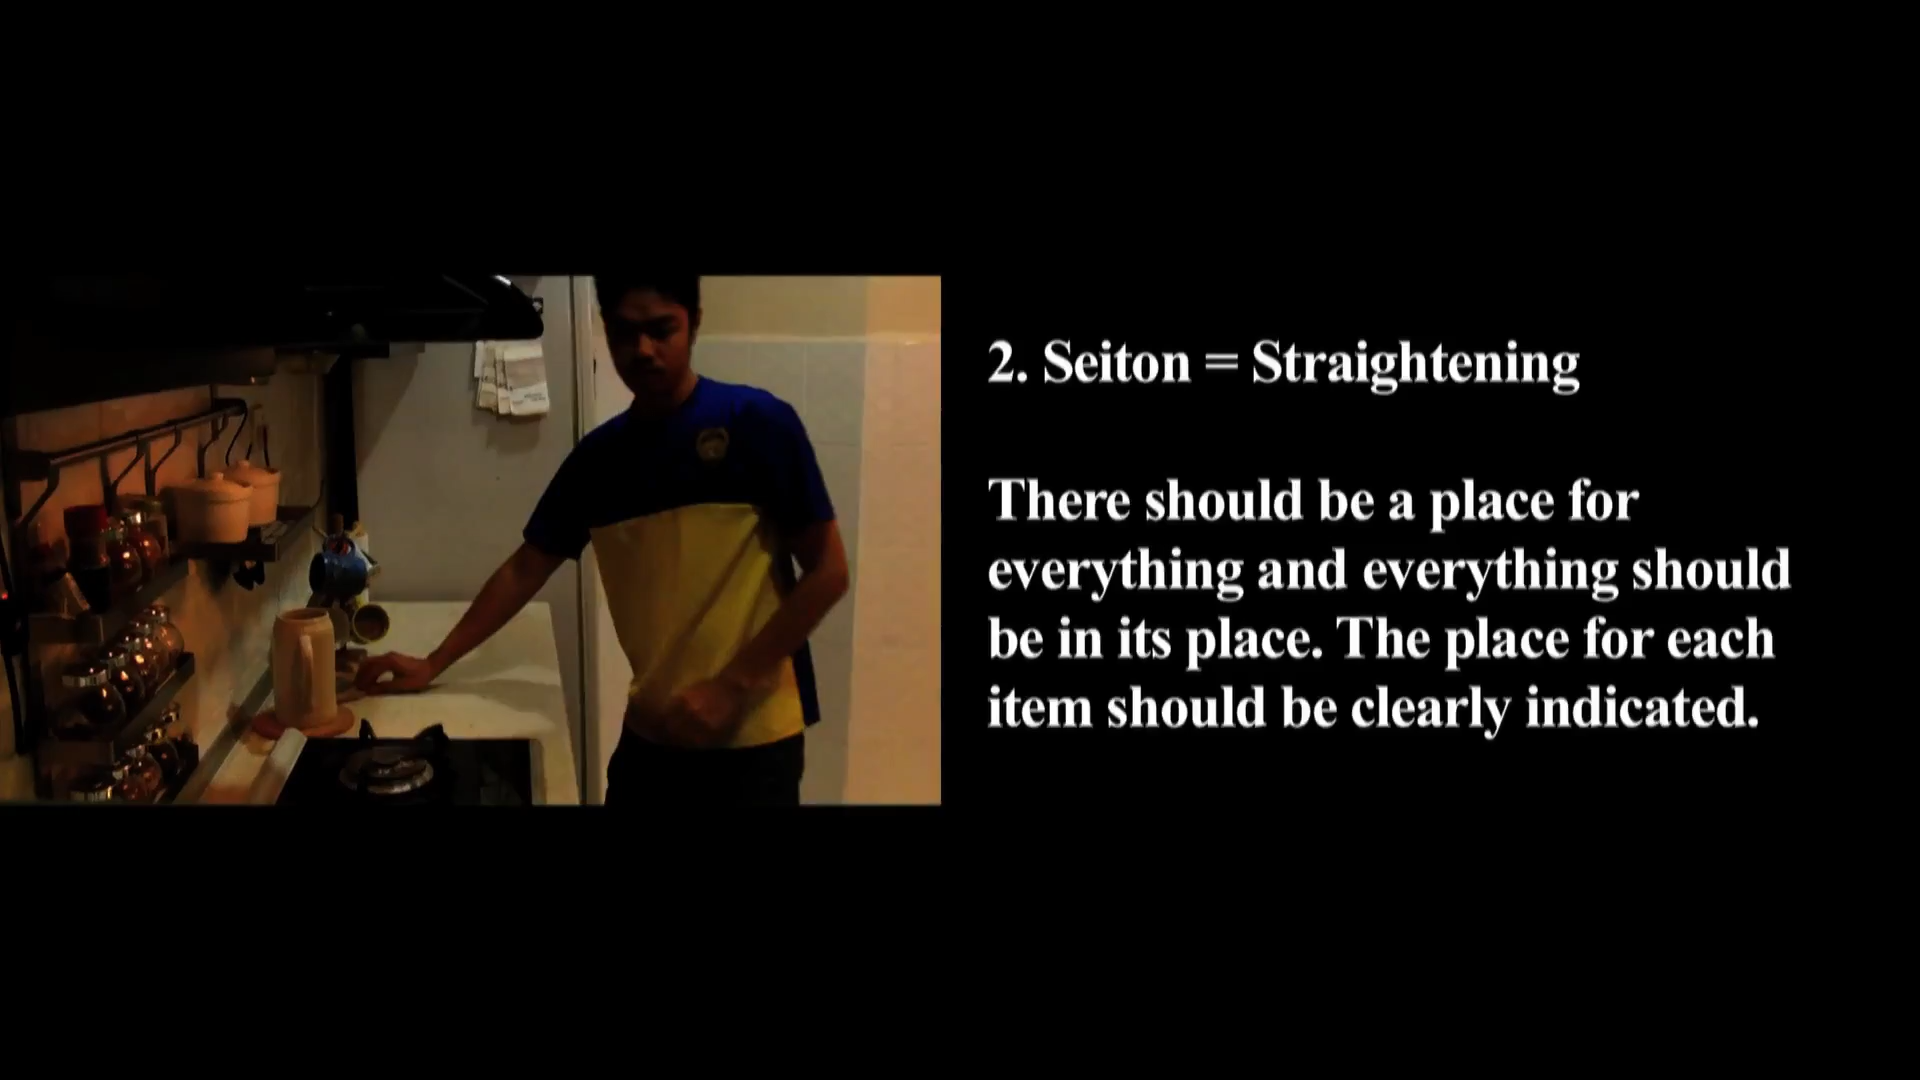 2. Seiton = Straightening
There should be a place for
everything and everything should
be in its place. The place for each
item should be clearly indicated.